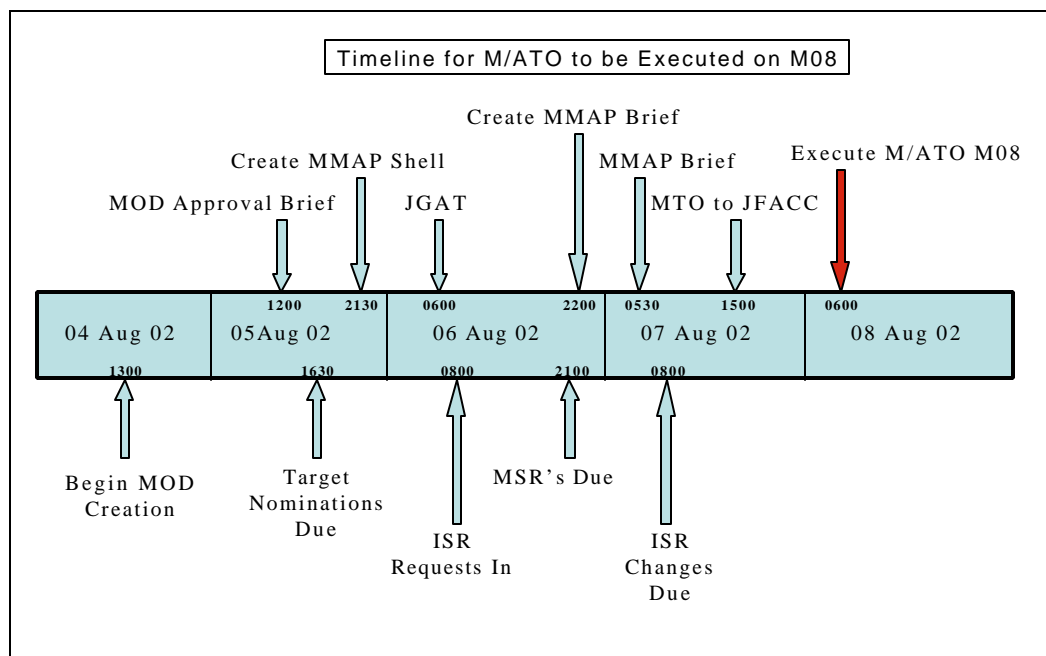 Timeline for M/ATO to be Executed on M08
Create MMAP Brief
Create MMAP Shell
MMAP Brief
Execute M/ATO M08
MOD Approval Brief
JGAT
MTO to JFACC
1200
2130
0600
2200
0530
1500
0600
04 Aug 02
05Aug 02
06 Aug 02
07 Aug 02
08 Aug 02
1300
1630
0800
2100
0800
Begin MOD
Creation
Target
Nominations
Due
MSR’s Due
ISR
Requests In
ISR
Changes
Due